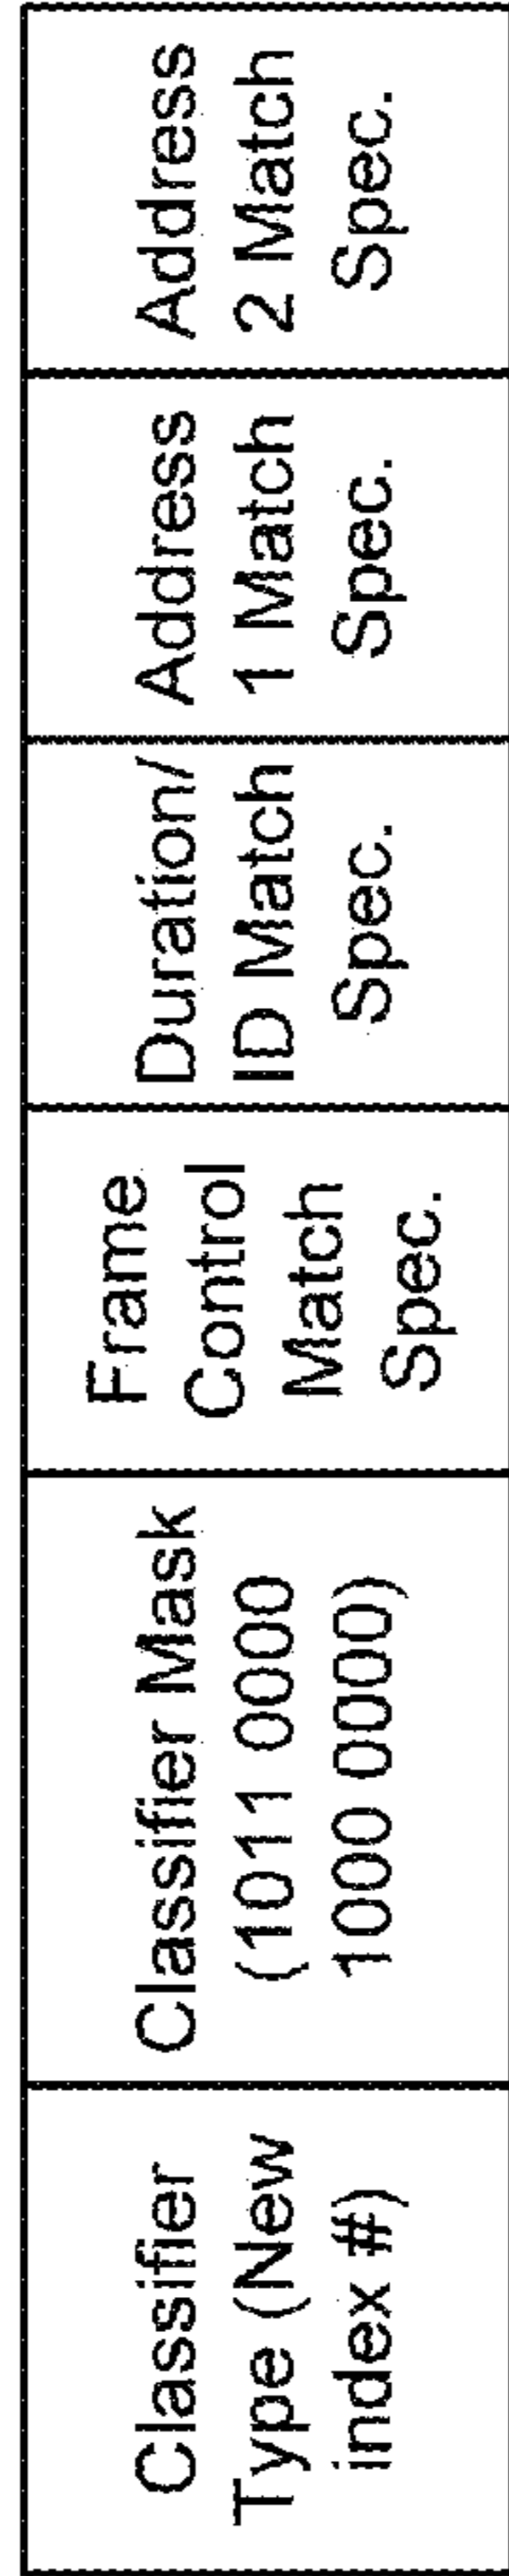 Classifier
Type (New
index #)
Classifier Mask
(1011 0000
1000 0000)
Frame
Control
Match
Spec.
Duration/
ID Match
Spec.
Address
1 Match
Spec.
Address
2 Match
Spec.